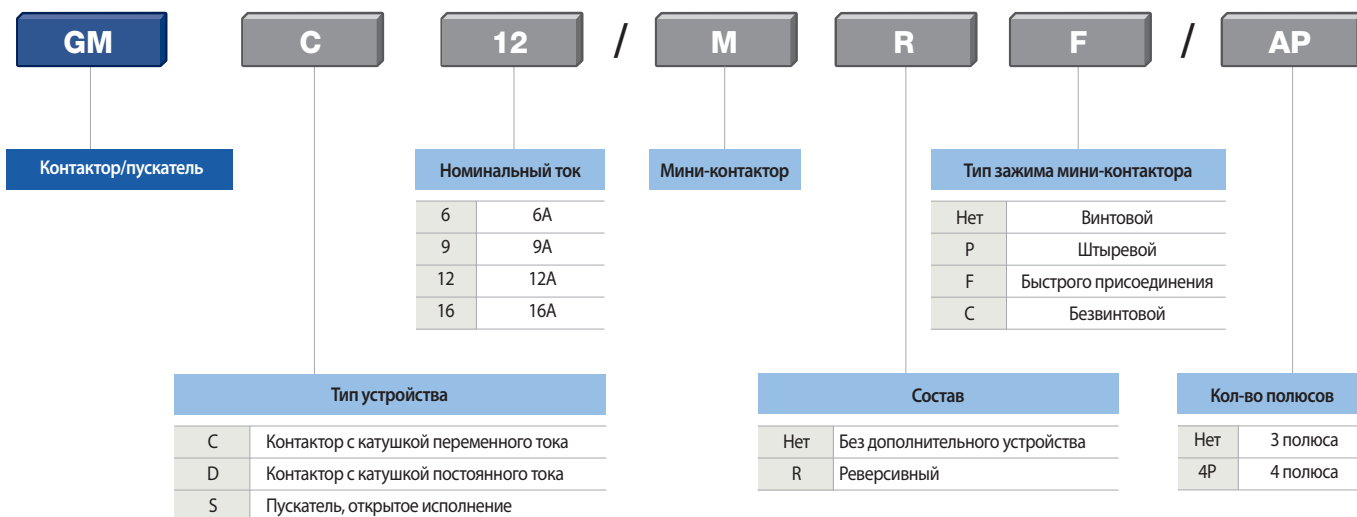 GM C 12 / M R F / AP
Контактор/пускатель
Номинальный ток
6 6A
9 9A
12 12A
16 16A
Мини-контактор
Тип зажима мини-контактора
Нет Винтовой
P Штыревой
F Быстрого присоединения
C Безвинтовой
Тип устройства
C Контактор с катушкой переменного тока
D Контактор с катушкой постоянного тока
S Пускатель, открытое исполнение
Состав
Нет Без дополнительного устройства
R Реверсивный
Кол-во полюсов
Нет 3 полюса
4P 4 полюса